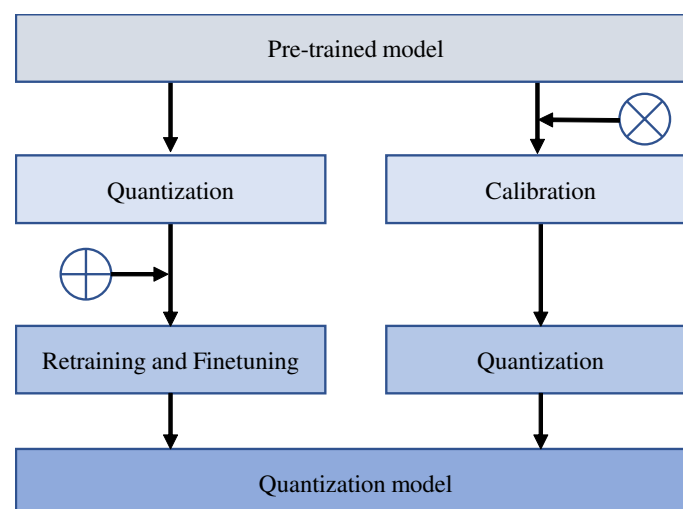 Pre-trained model
Quantization
Calibration
Retraining and Finetuning
Quantization
Quantization model